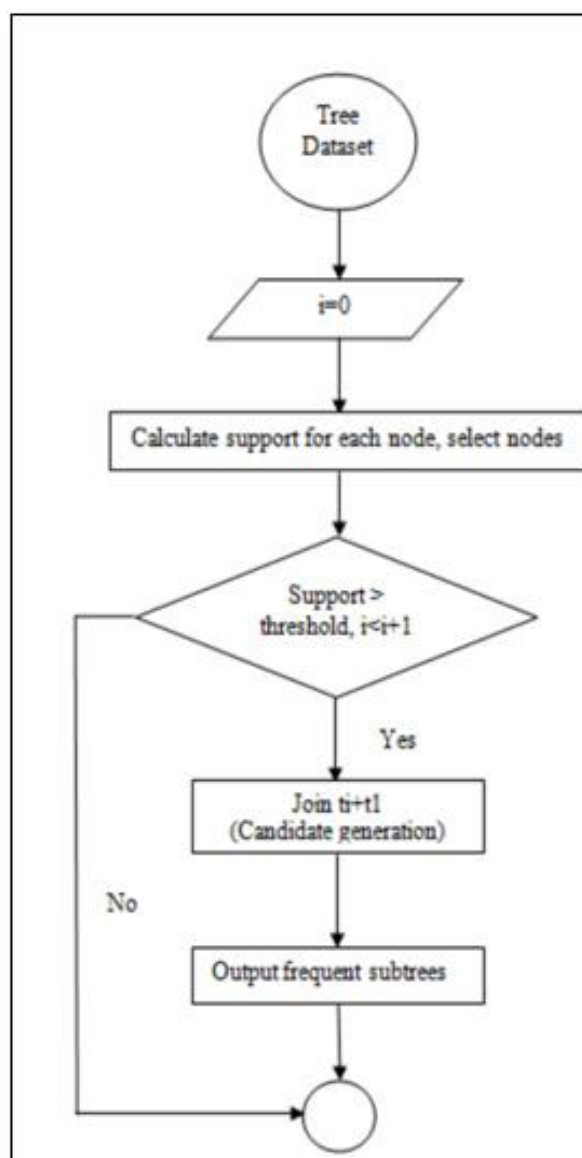 Tree
Dataset
i=0
Calculate support for each node, select nodes
Support >
threshold, i<i+1
Yes
Join ti+t1
(Candidate generation)
No
Output frequent subtrees